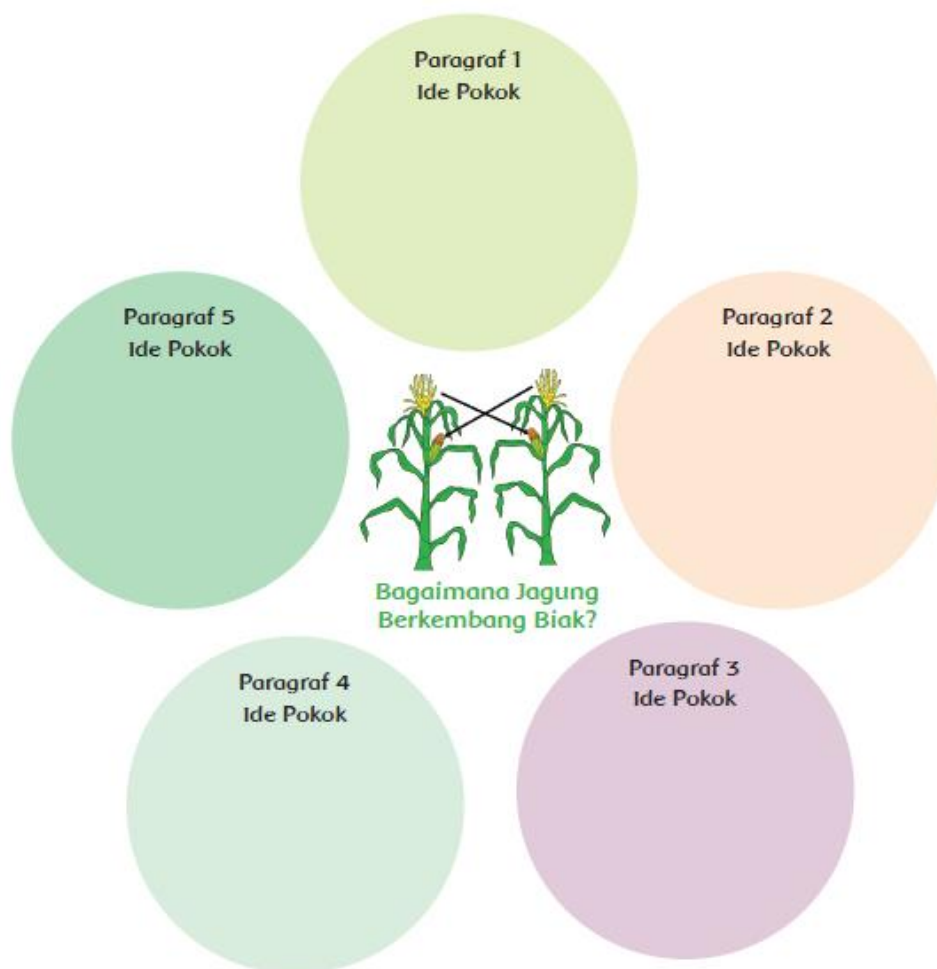 Paragraf 1
Ide Pokok
Paragraf 5
Ide Pokok
Paragraf 2
Ide Pokok
Bagaimana Jagung
Berkembang Biak?
Paragraf 4
Ide Pokok
Paragraf 3
Ide Pokok